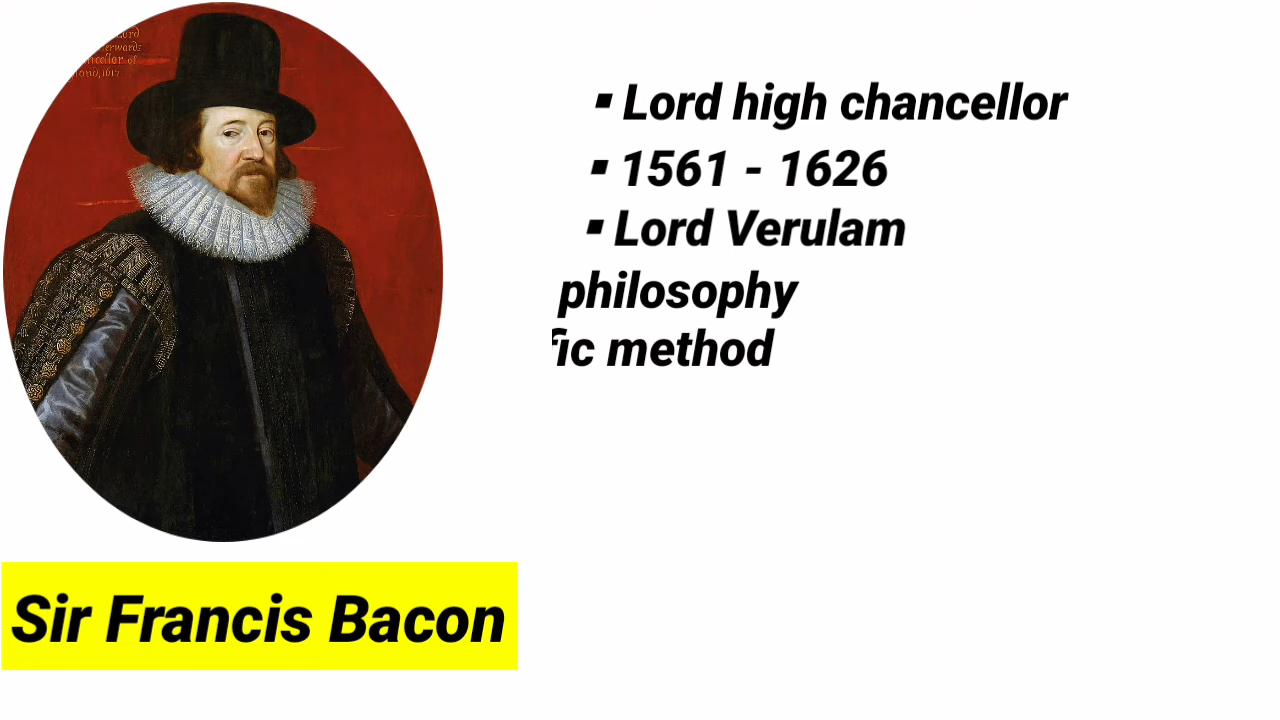 ▪ Lord high chancellor
▪ 1561 - 1626
▪ Lord Verulam
philosophy
fic method
Sir Francis Bacon